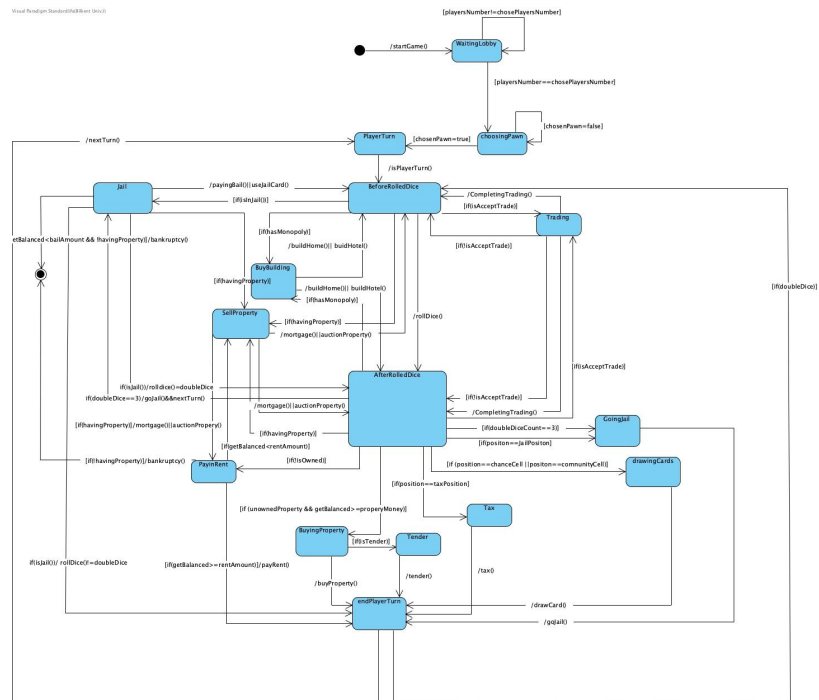 Visual Paradigm Standard(Bilkent Univ.)
[playersNumber!=chosePlayersNumber]
/startGame()
WaitingLobby
[playersNumber==chosePlayersNumber]
[chosenPawn=false]
/nextTurn()
PlayerTurn
[chosenPawn=true]
choosingPawn
/isPlayerTurn()
Jail
/payingBail()||useJailCard()
BeforeRolledDice
/CompletingTrading()
[if(isInJail()]
[if(isAcceptTrade)]
Trading
[if(hasMonopoly)]
etBalanced<bailAmount && !havingProperty]/bankruptcy()
/buildHome()|| buidHotel()
[if(!isAcceptTrade)]
BuyBuilding
[if(havingProperty)]
/buildHome()|| buildHotel()
[if(doubleDice)]
[if(hasMonopoly)]
SellProperty
/rollDice()
[if(havingProperty)]
/mortgage()||auctionProperty()
[if(isAcceptTrade)]
AfterRolledDice
if(isJail())/rolldice()=doubleDice
if(doubleDice==3)/goJail()&&nextTurn()
[if(!isAcceptTrade)]
/mortgage()||auctionProperty()
/CompletingTrading()
GoingJail
[if(havingProperty)]/mortgage()||auctionPropery()
[if(havingProperty)]
[if(doubleDiceCount==3)]
[if(getBalanced<rentAmount)]
[if(positon==JailPositon)]
[if(!havingProperty)]/bankruptcy()
PayinRent
[if(!isOwned)]
[if (position==chanceCell ||positon==comnunityCell)]
drawingCards
[if(position==taxPosition)]
[if (unownedProperty && getBalanced>=properyMoney)]
Tax
BuyingProperty
[if(isTender)]
Tender
If(isJail())/ rollDice()!=doubleDice
[if(getBalanced>=rentAmount)]/payRent()
/tax()
/buyProperty()
/tender()
endPlayerTurn
/drawCard()
/goJail()